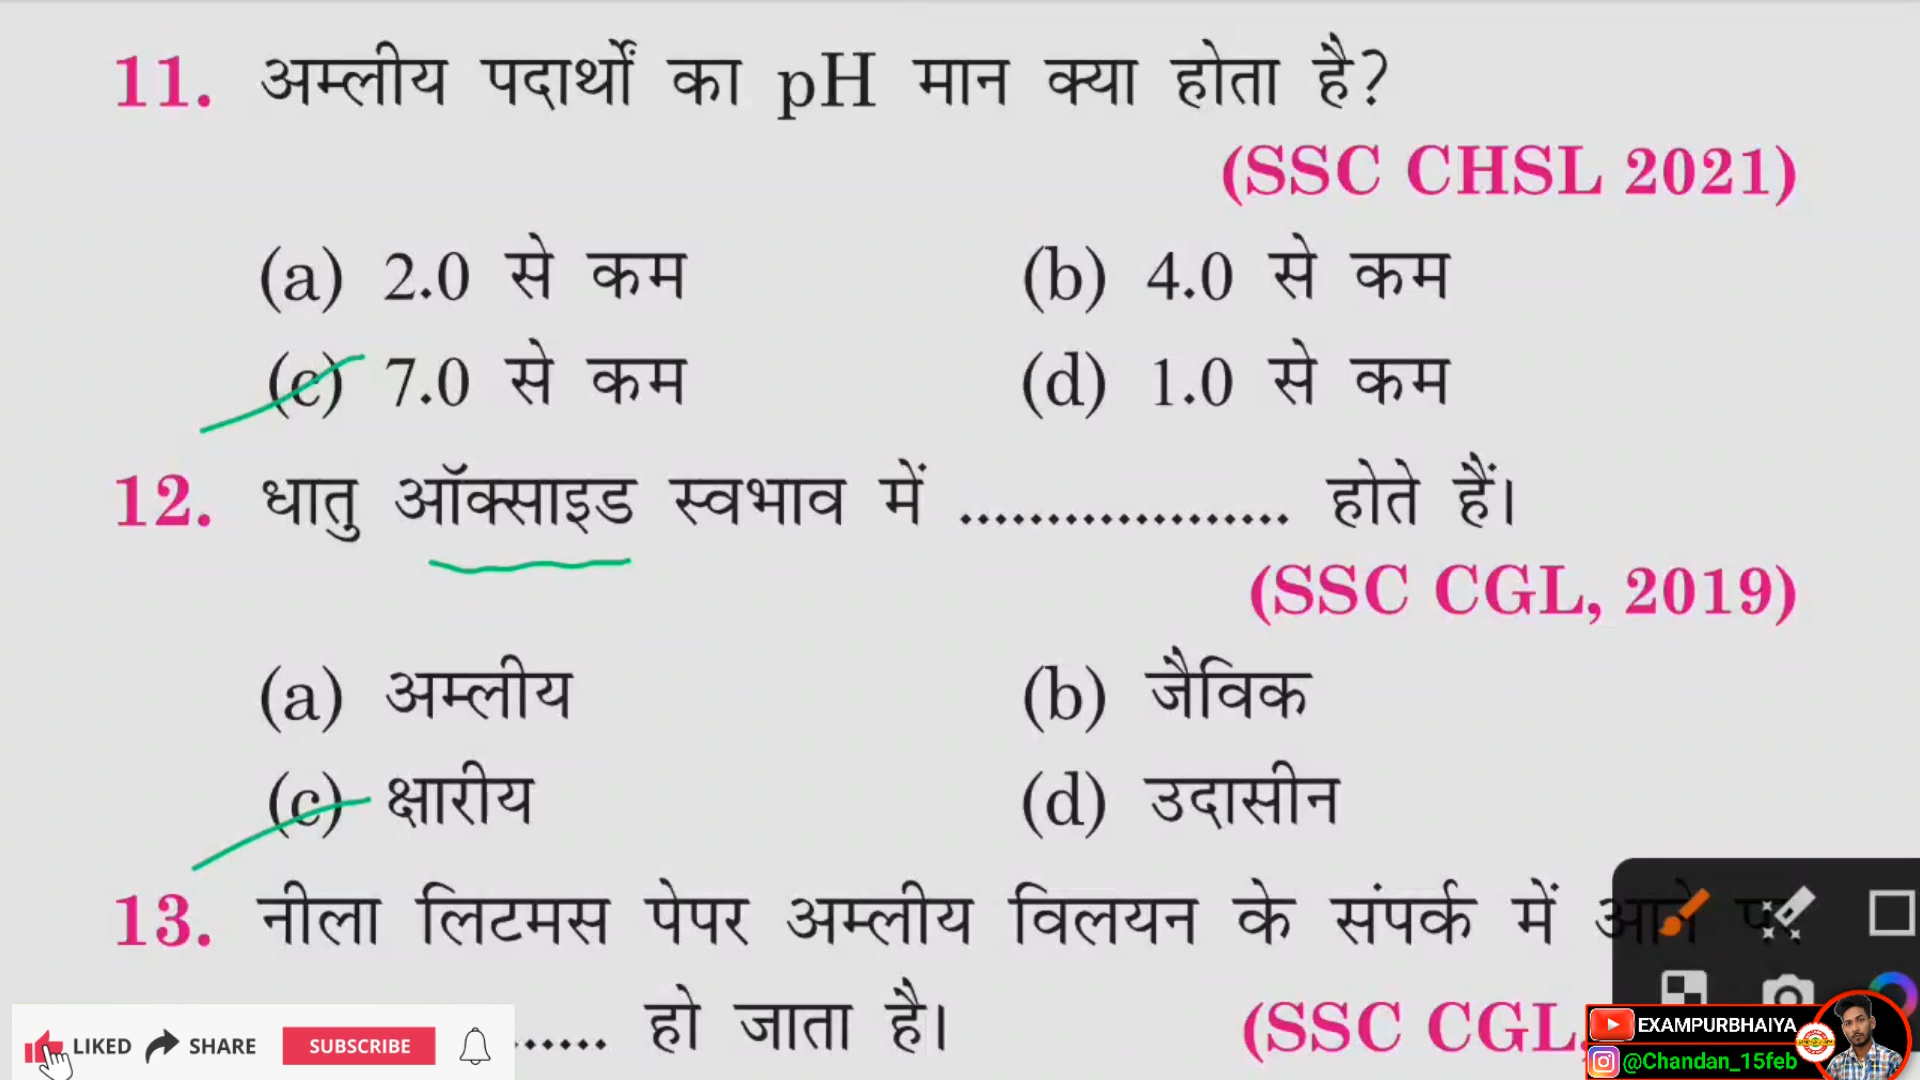 11. अम्लीय पदार्थों का pH मान क्या होता है?
(SSC CHSL 2021)
(a) 2.0 से कम (b) 4.0 से कम
(c) 7.0 से कम (d) 1.0 से कम
12. धातु ऑक्साइड स्वभाव में ................... होते हैं।
(SSC CGL, 2019)
(a) अम्लीय (b) जैविक
(c) क्षारीय (d) उदासीन
13. नीला लिटमस पेपर अम्लीय विलयन के संपर्क में आने पर
...... हो जाता है। (SSC CGL,
LIKED SHARE SUBSCRIBE
EXAMPURBHAIYA
@Chandan_15feb